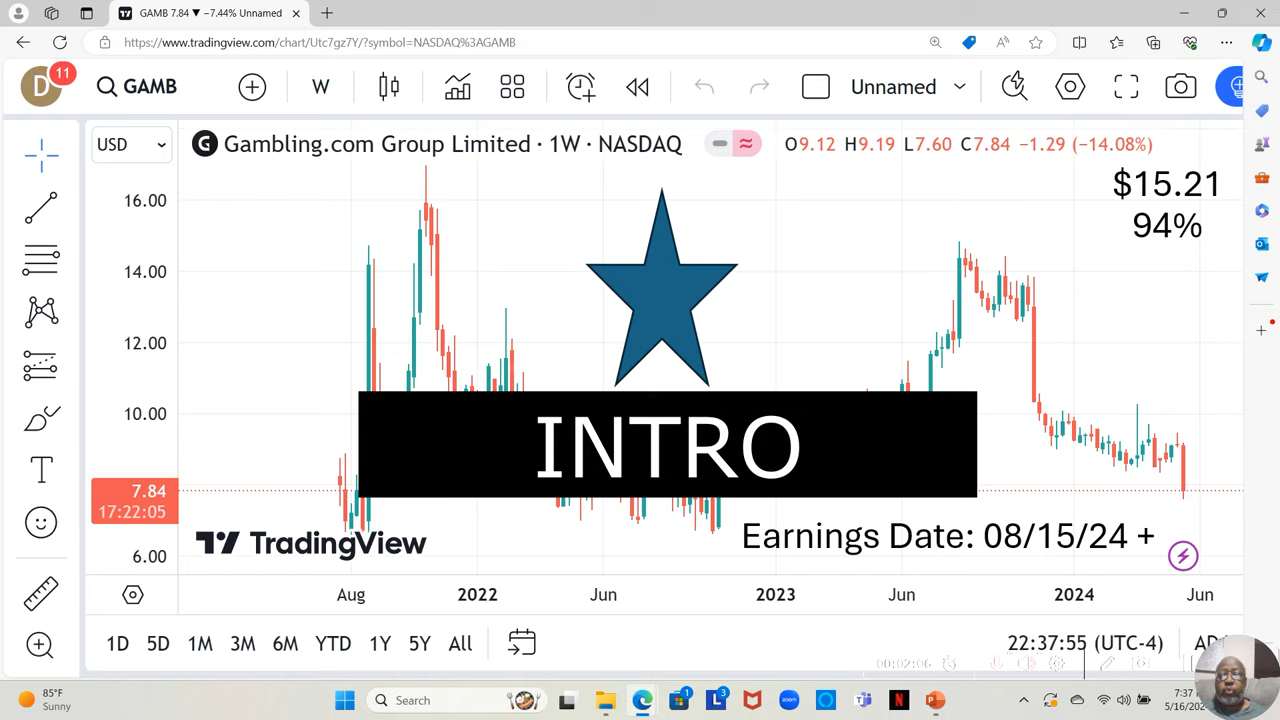 GAMB 7.84 ▼ −7.44% Unnamed
https://www.tradingview.com/chart/Utc7gz7Y/?symbol=NASDAQ%3AGAMB
D 11 GAMB W Unnamed
USD
G Gambling.com Group Limited · 1W · NASDAQ O9.12 H9.19 L7.60 C7.84 −1.29 (−14.08%)
$15.21
94%
16.00
14.00
12.00
10.00
INTRO
7.84
17:22:05
TradingView
Earnings Date: 08/15/24 +
6.00
Aug 2022 Jun 2023 Jun 2024 Jun
1D 5D 1M 3M 6M YTD 1Y 5Y All 22:37:55 (UTC-4)
00:02:06
85°F
Sunny
Search
7:37